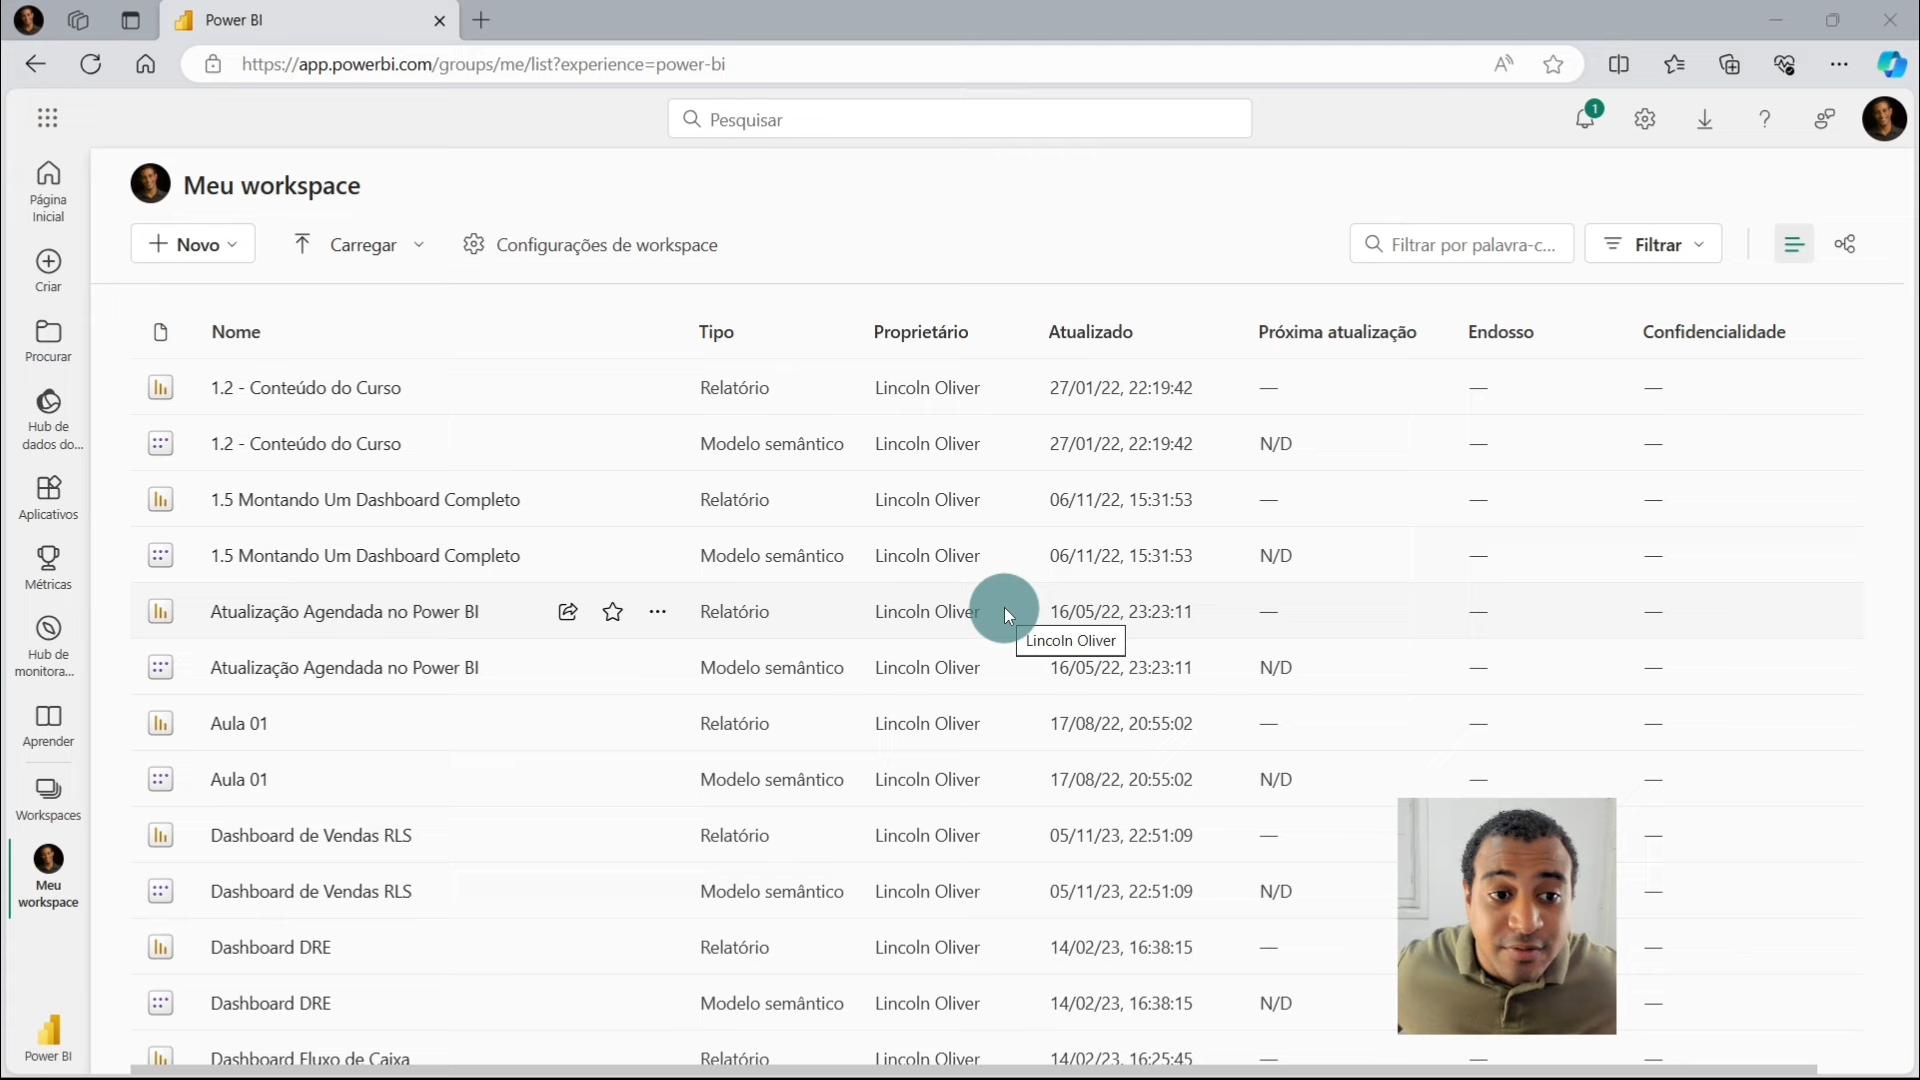 Power BI
https://app.powerbi.com/groups/me/list?experience=power-bi
Pesquisar
1
Meu workspace
Novo
Carregar
Configurações de workspace
Filtrar por palavra-c...
Filtrar
Página
Inicial
Criar
Procurar
Hub de
dados do...
Aplicativos
Métricas
Hub de
monitora...
Aprender
Workspaces
Meu
workspace
Power BI
Nome Tipo Proprietário Atualizado Próxima atualização Endosso Confidencialidade
1.2 - Conteúdo do Curso Relatório Lincoln Oliver 27/01/22, 22:19:42 — — —
1.2 - Conteúdo do Curso Modelo semântico Lincoln Oliver 27/01/22, 22:19:42 N/D — —
1.5 Montando Um Dashboard Completo Relatório Lincoln Oliver 06/11/22, 15:31:53 — — —
1.5 Montando Um Dashboard Completo Modelo semântico Lincoln Oliver 06/11/22, 15:31:53 N/D — —
Atualização Agendada no Power BI ... Relatório Lincoln Oliver 16/05/22, 23:23:11 — — —
Lincoln Oliver
Atualização Agendada no Power BI Modelo semântico Lincoln Oliver 16/05/22, 23:23:11 N/D — —
Aula 01 Relatório Lincoln Oliver 17/08/22, 20:55:02 — — —
Aula 01 Modelo semântico Lincoln Oliver 17/08/22, 20:55:02 N/D — —
Dashboard de Vendas RLS Relatório Lincoln Oliver 05/11/23, 22:51:09 — —
Dashboard de Vendas RLS Modelo semântico Lincoln Oliver 05/11/23, 22:51:09 N/D —
Dashboard DRE Relatório Lincoln Oliver 14/02/23, 16:38:15 — —
Dashboard DRE Modelo semântico Lincoln Oliver 14/02/23, 16:38:15 N/D —
Dashboard Fluxo de Caixa Relatório Lincoln Oliver 14/02/23, 16:25:45 — — —